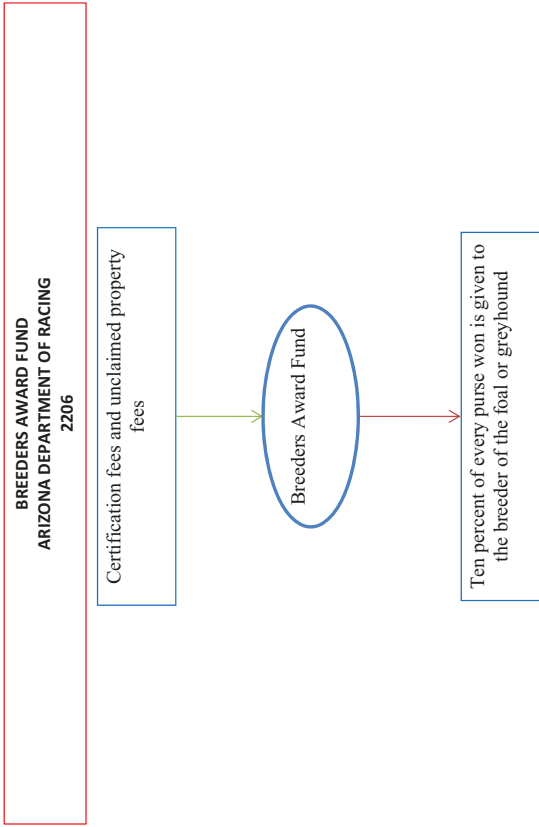 BREEDERS AWARD FUND
ARIZONA DEPARTMENT OF RACING
2206
Certification fees and unclaimed property
fees
Breeders Award Fund
Ten percent of every purse won is given to
the breeder of the foal or greyhound